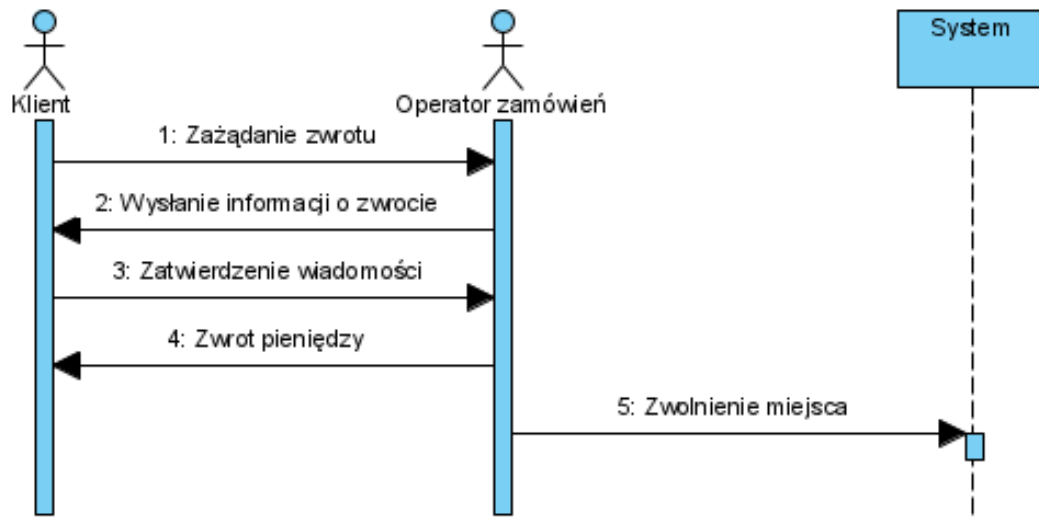 System
Klient
Operator zamówień
1: Zażądanie zwrotu
2: Wysłanie informacji o zwrocie
3: Zatwierdzenie wiadomości
4: Zwrot pieniędzy
5: Zwolnienie miejsca